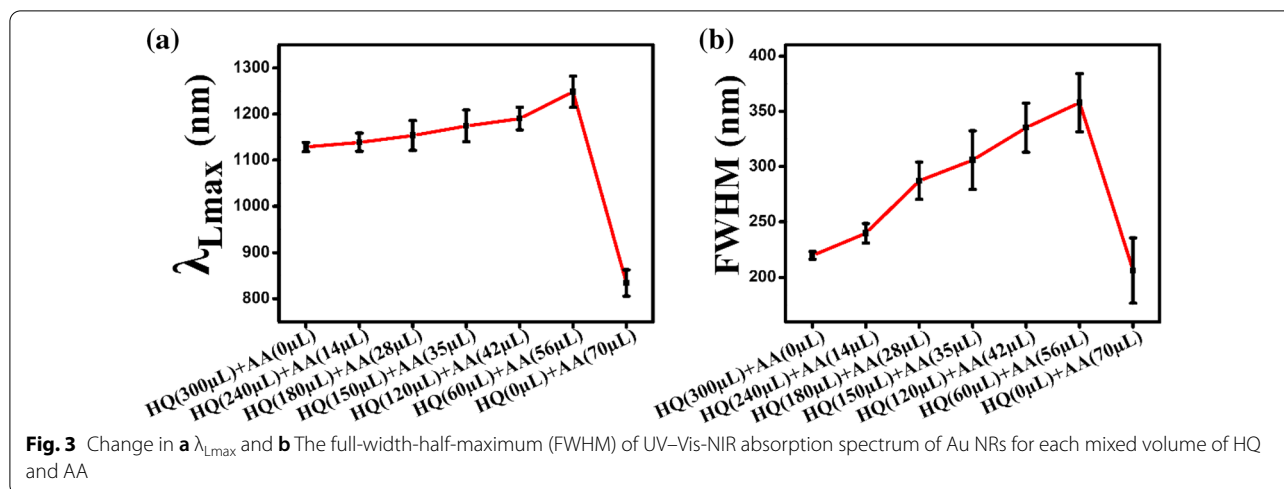 (a)
λLmax (nm)
1300
1200
1100
1000
900
800
HQ(300µL)+AA(0µL)
HQ(240µL)+AA(14µL)
HQ(180µL)+AA(28µL)
HQ(150µL)+AA(35µL)
HQ(120µL)+AA(42µL)
HQ(60µL)+AA(56µL)
HQ(0µL)+AA(70µL)
(b)
FWHM (nm)
400
350
300
250
200
HQ(300µL)+AA(0µL)
HQ(240µL)+AA(14µL)
HQ(180µL)+AA(28µL)
HQ(150µL)+AA(35µL)
HQ(120µL)+AA(42µL)
HQ(60µL)+AA(56µL)
HQ(0µL)+AA(70µL)
Fig. 3 Change in a λLmax and b The full-width-half-maximum (FWHM) of UV–Vis-NIR absorption spectrum of Au NRs for each mixed volume of HQ
and AA